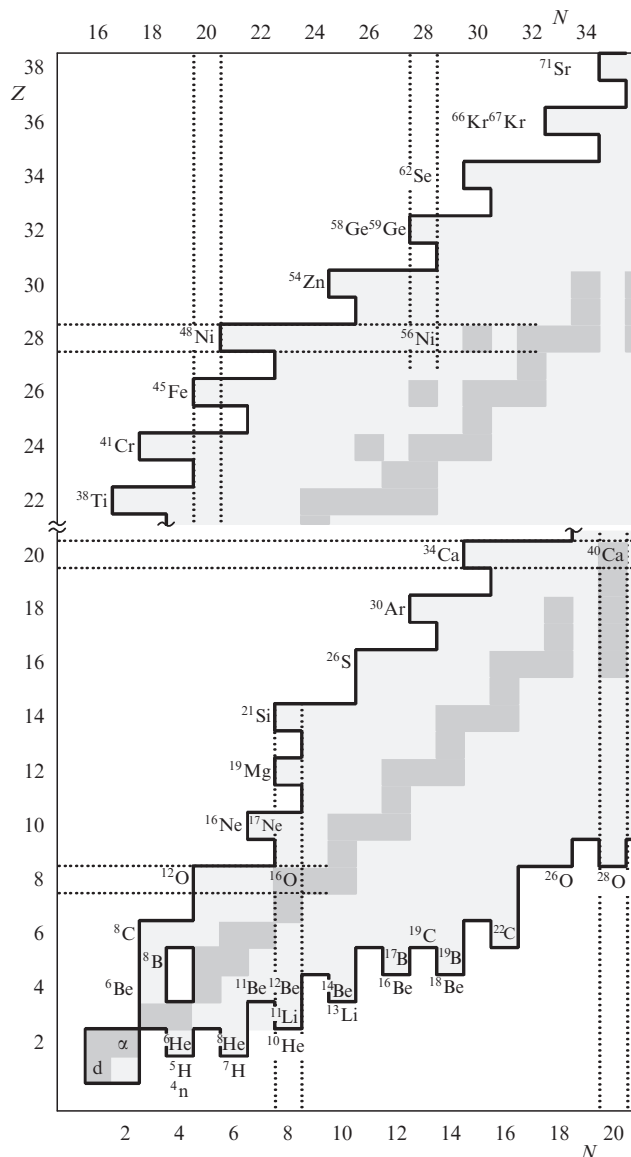 N
16 18 20 22 24 26 28 30 32 34
38 ⁷¹Sr
Z
36 ⁶⁶Kr⁶⁷Kr
34 ⁶²Se
32 ⁵⁸Ge⁵⁹Ge
30 ⁵⁴Zn
28 ⁴⁸Ni ⁵⁶Ni
26 ⁴⁵Fe
24 ⁴¹Cr
22 ³⁸Ti
20 ³⁴Ca ⁴⁰Ca
18 ³⁰Ar
16 ²⁶S
14 ²¹Si
12 ¹⁹Mg
10 ¹⁶Ne ¹⁷Ne
¹²O
8 ¹⁶O ²⁶O ²⁸O
6 ⁸C ¹⁹C ²²C
⁸B ¹⁷B ¹⁹B
4 ⁶Be ¹¹Be ¹²Be ¹⁴Be ¹⁶Be ¹⁸Be
¹¹Li ¹³Li
2 α ⁶He ⁸He ¹⁰He
d ⁵H ⁷H
⁴n
2 4 6 8 10 12 14 16 18 20
N